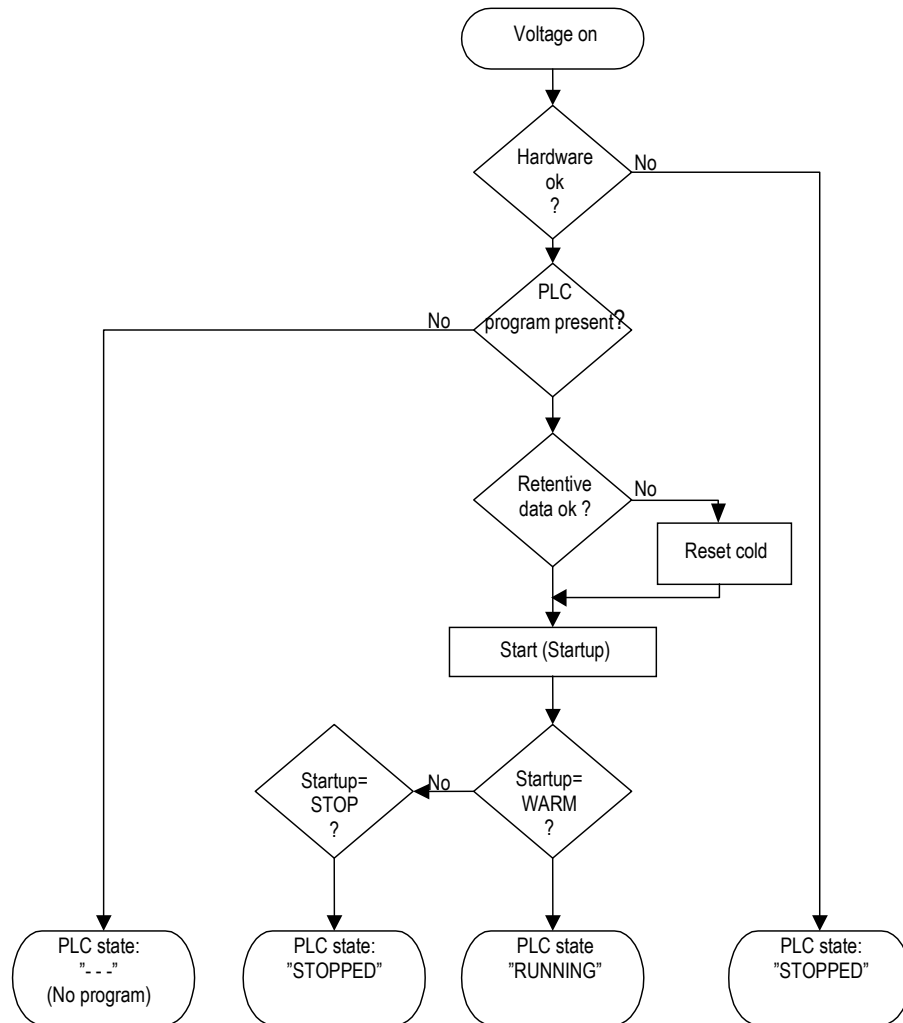 Voltage on
Hardware
ok
?
No
PLC
program present?
No
Retentive
data ok ?
No
Reset cold
Start (Startup)
Startup=
STOP
?
No
Startup=
WARM
?
PLC state:
"- - -"
(No program)
PLC state:
"STOPPED"
PLC state
"RUNNING"
PLC state:
"STOPPED"